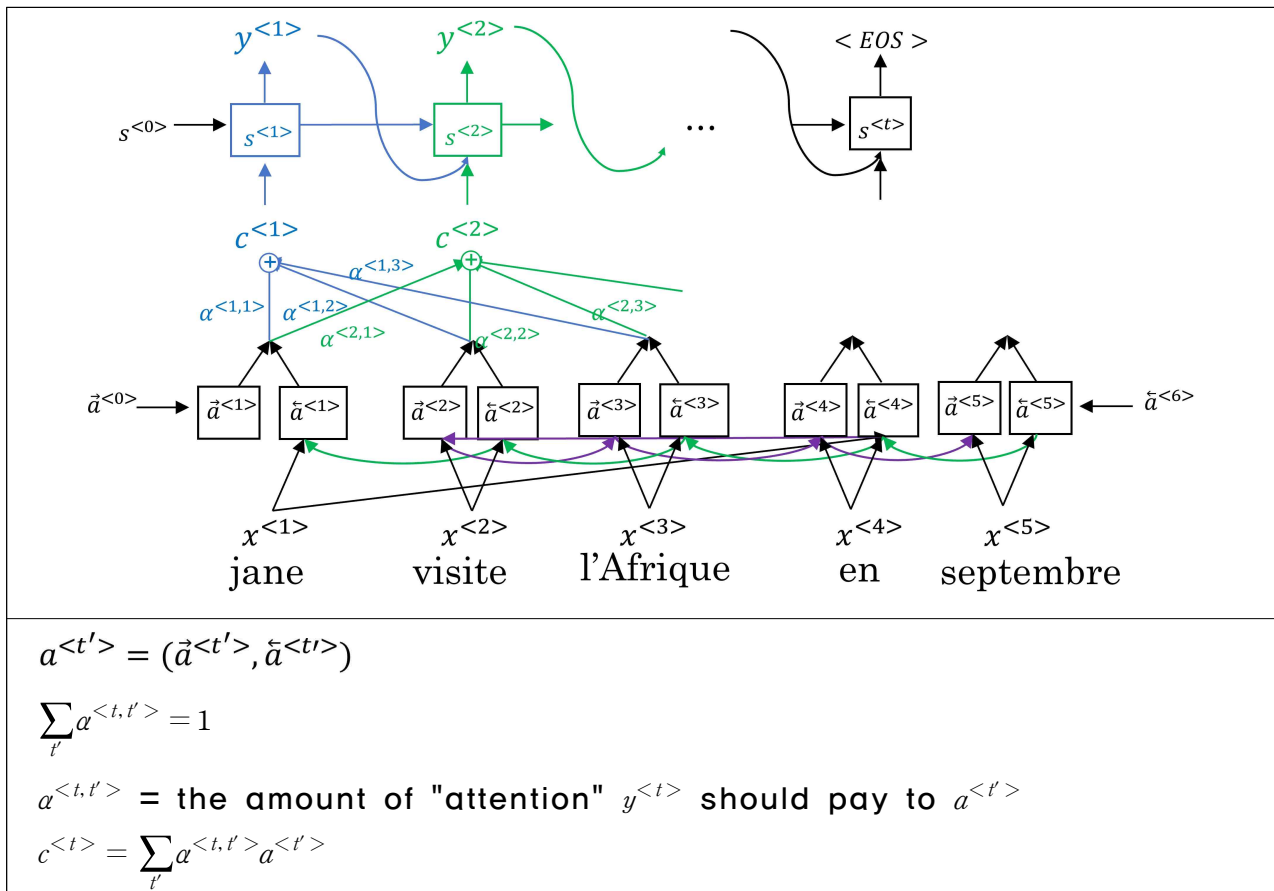 y^{<1>} y^{<2>} < EOS >
s^{<0>} s^{<1>} s^{<2>} ... s^{<t>}
c^{<1>} c^{<2>}
+ +
α^{<1,3>}
α^{<1,1>} α^{<1,2>} α^{<2,3>}
α^{<2,1>} α^{<2,2>}
a⃗^{<0>} a⃗^{<1>} a⃖^{<1>} a⃗^{<2>} a⃖^{<2>} a⃗^{<3>} a⃖^{<3>} a⃗^{<4>} a⃖^{<4>} a⃗^{<5>} a⃖^{<5>} a⃖^{<6>}
x^{<1>} x^{<2>} x^{<3>} x^{<4>} x^{<5>}
jane visite l'Afrique en septembre
a^{<t′>} = (a⃗^{<t′>}, a⃖^{<t′>})
∑_{t′} α^{<t,t′>} = 1
α^{<t,t′>} = the amount of "attention" y^{<t>} should pay to a^{<t′>}
c^{<t>} = ∑_{t′} α^{<t,t′>} a^{<t′>}